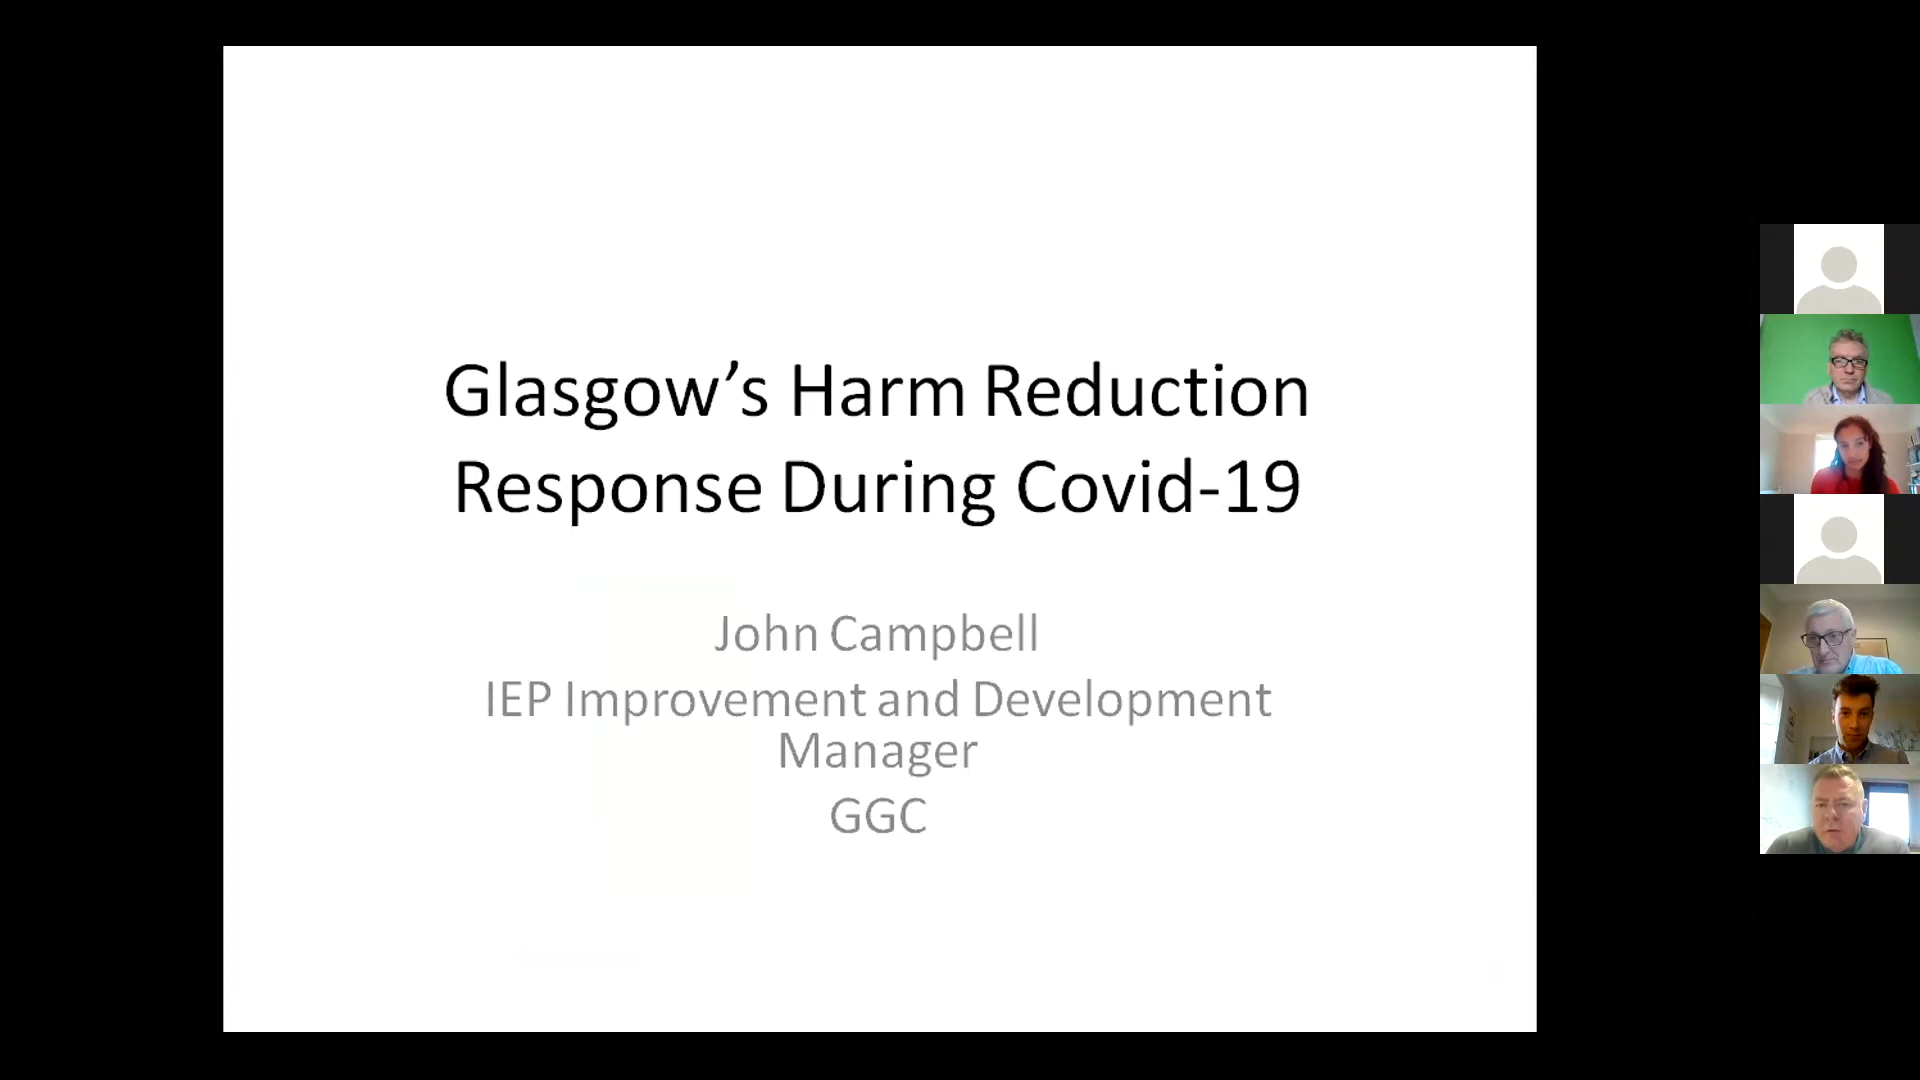 Glasgow’s Harm Reduction
Response During Covid-19
John Campbell
IEP Improvement and Development
Manager
GGC